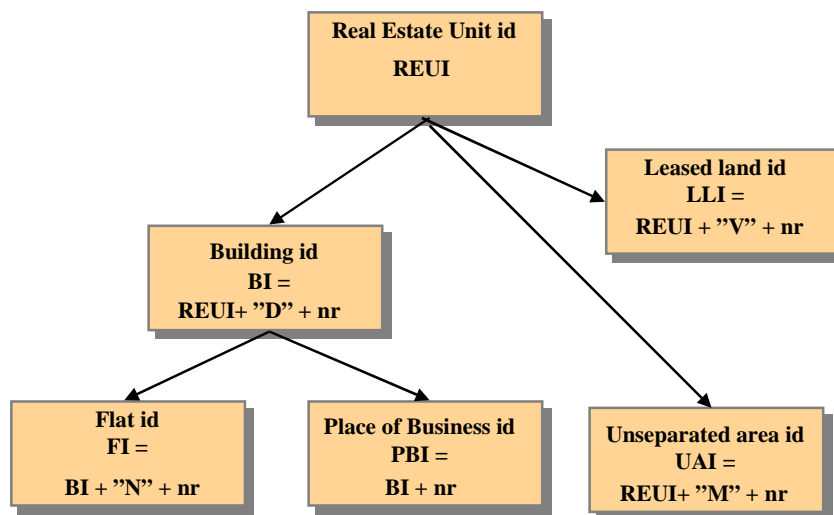 Real Estate Unit id
REUI
Leased land id
LLI =
REUI + ”V” + nr
Building id
BI =
REUI+ ”D” + nr
Flat id
FI =
BI + ”N” + nr
Place of Business id
PBI =
BI + nr
Unseparated area id
UAI =
REUI+ ”M” + nr